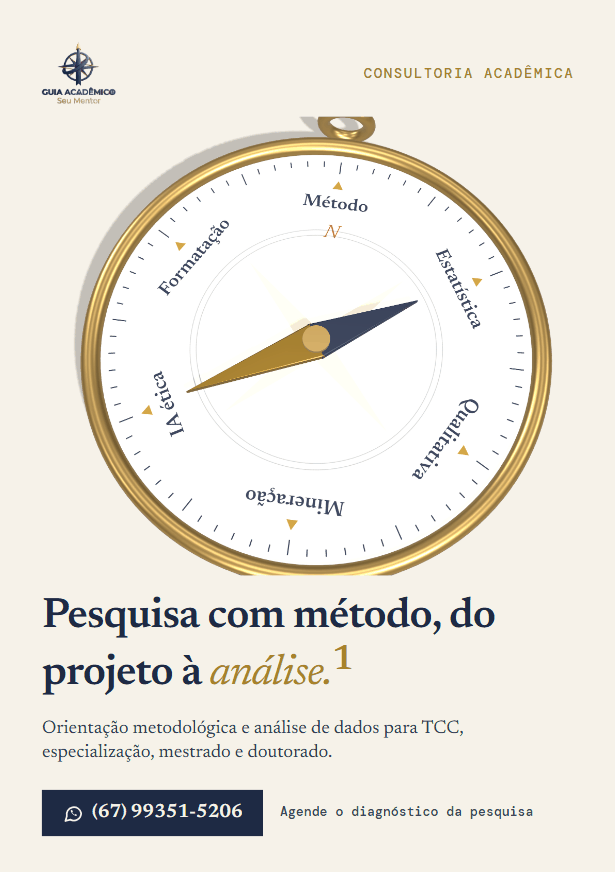 GUIA ACADÊMICO
Seu Mentor
CONSULTORIA ACADÊMICA
Método
N
Formatação
Estatística
IA ética
Qualitativa
Mineração
Pesquisa com método, do
projeto à análise.¹
Orientação metodológica e análise de dados para TCC,
especialização, mestrado e doutorado.
(67) 99351-5206
Agende o diagnóstico da pesquisa